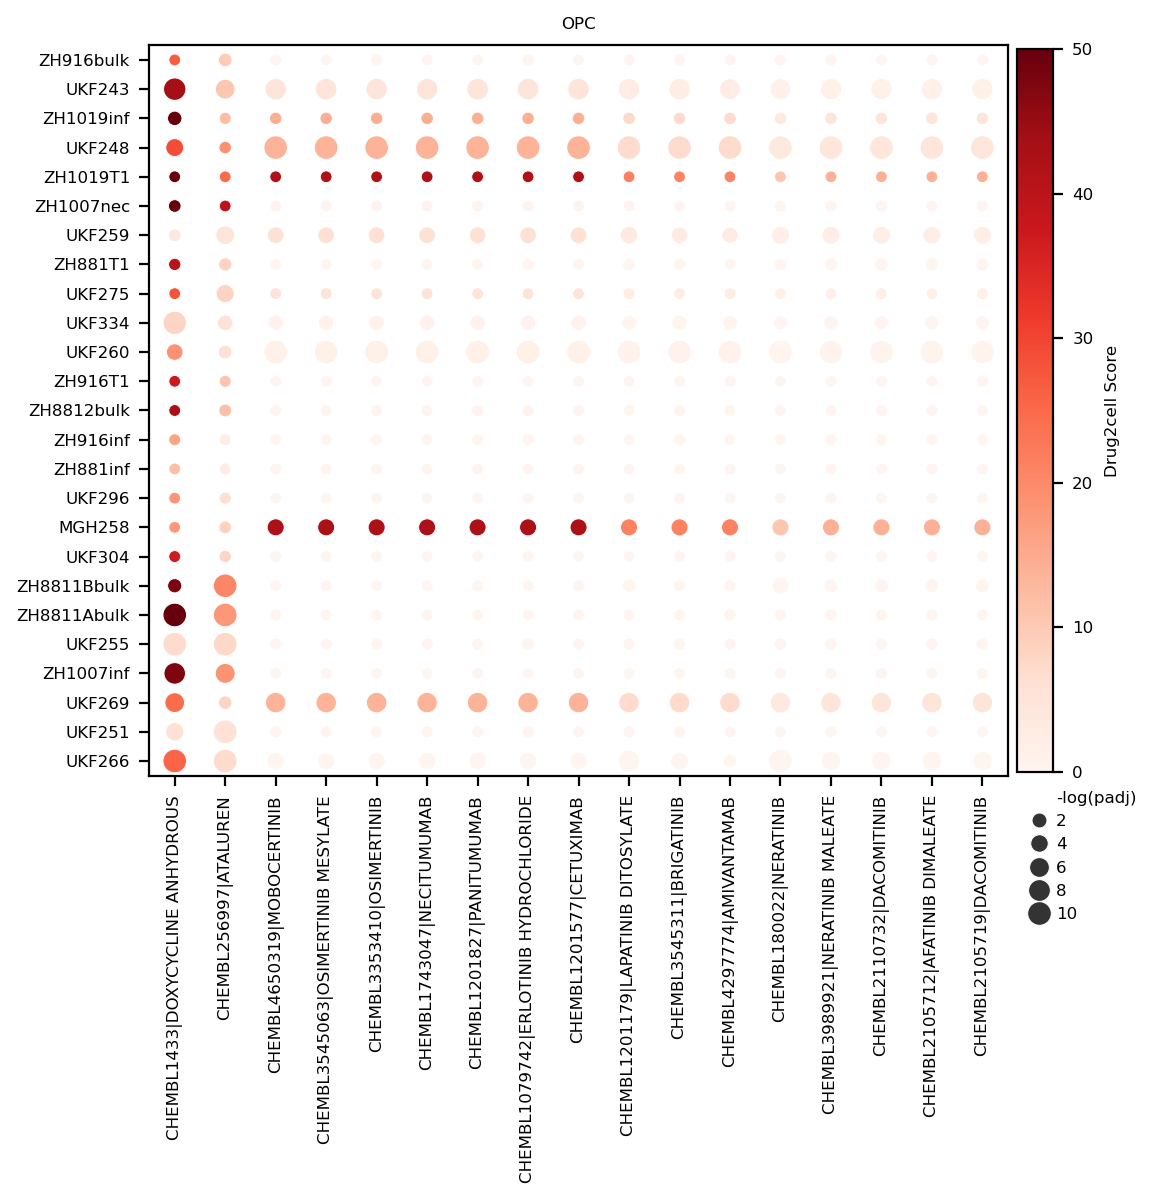 OPC
ZH916bulk
UKF243
ZH1019inf
UKF248
ZH1019T1
ZH1007nec
UKF259
ZH881T1
UKF275
UKF334
UKF260
ZH916T1
ZH8812bulk
ZH916inf
ZH881inf
UKF296
MGH258
UKF304
ZH8811Bbulk
ZH8811Abulk
UKF255
ZH1007inf
UKF269
UKF251
UKF266
50
40
30
20
10
0
Drug2cell Score
-log(padj)
2
4
6
8
10
CHEMBL1433|DOXYCYCLINE ANHYDROUS
CHEMBL256997|ATALUREN
CHEMBL4650319|MOBOCERTINIB
CHEMBL3545063|OSIMERTINIB MESYLATE
CHEMBL3353410|OSIMERTINIB
CHEMBL1743047|NECITUMUMAB
CHEMBL1201827|PANITUMUMAB
CHEMBL1079742|ERLOTINIB HYDROCHLORIDE
CHEMBL1201577|CETUXIMAB
CHEMBL1201179|LAPATINIB DITOSYLATE
CHEMBL3545311|BRIGATINIB
CHEMBL4297774|AMIVANTAMAB
CHEMBL180022|NERATINIB
CHEMBL3989921|NERATINIB MALEATE
CHEMBL2110732|DACOMITINIB
CHEMBL2105712|AFATINIB DIMALEATE
CHEMBL2105719|DACOMITINIB